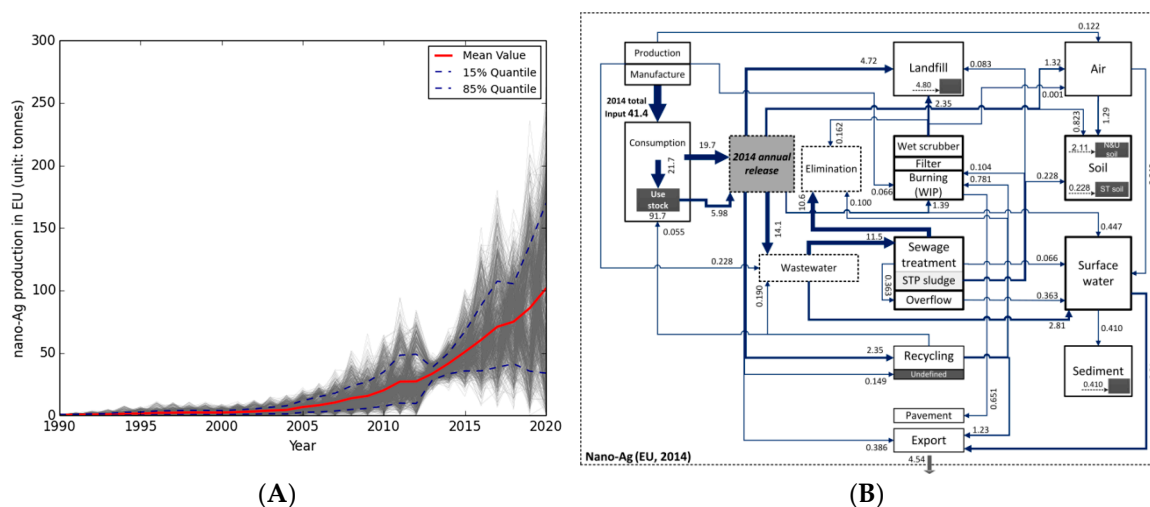 300
250
200
150
100
50
0
nano-Ag production in EU (unit: tonnes)
1990
1995
2000
2005
2010
2015
2020
Year
Mean Value
15% Quantile
85% Quantile
(A)
0.122
Production
Manufacture
2014 total
Input 41.4
Consumption
21.7
Use
stock
91.7
0.055
19.7
5.98
2014 annual
release
4.72
Landfill
4.80
0.083
1.32
Air
0.001
2.35
0.162
Elimination
Wet scrubber
Filter
Burning
(WIP)
0.066
0.100
0.104
0.781
1.39
0.823
1.29
2.11
N&U
soil
Soil
0.228
ST soil
0.228
10.6
14.1
11.5
0.228
Wastewater
0.190
Sewage
treatment
STP sludge
Overflow
0.363
0.066
0.363
2.81
0.447
Surface
water
0.410
Sediment
0.410
2.35
Recycling
Undefined
0.149
0.651
Pavement
1.23
Export
0.386
4.54
Nano-Ag (EU, 2014)
(B)